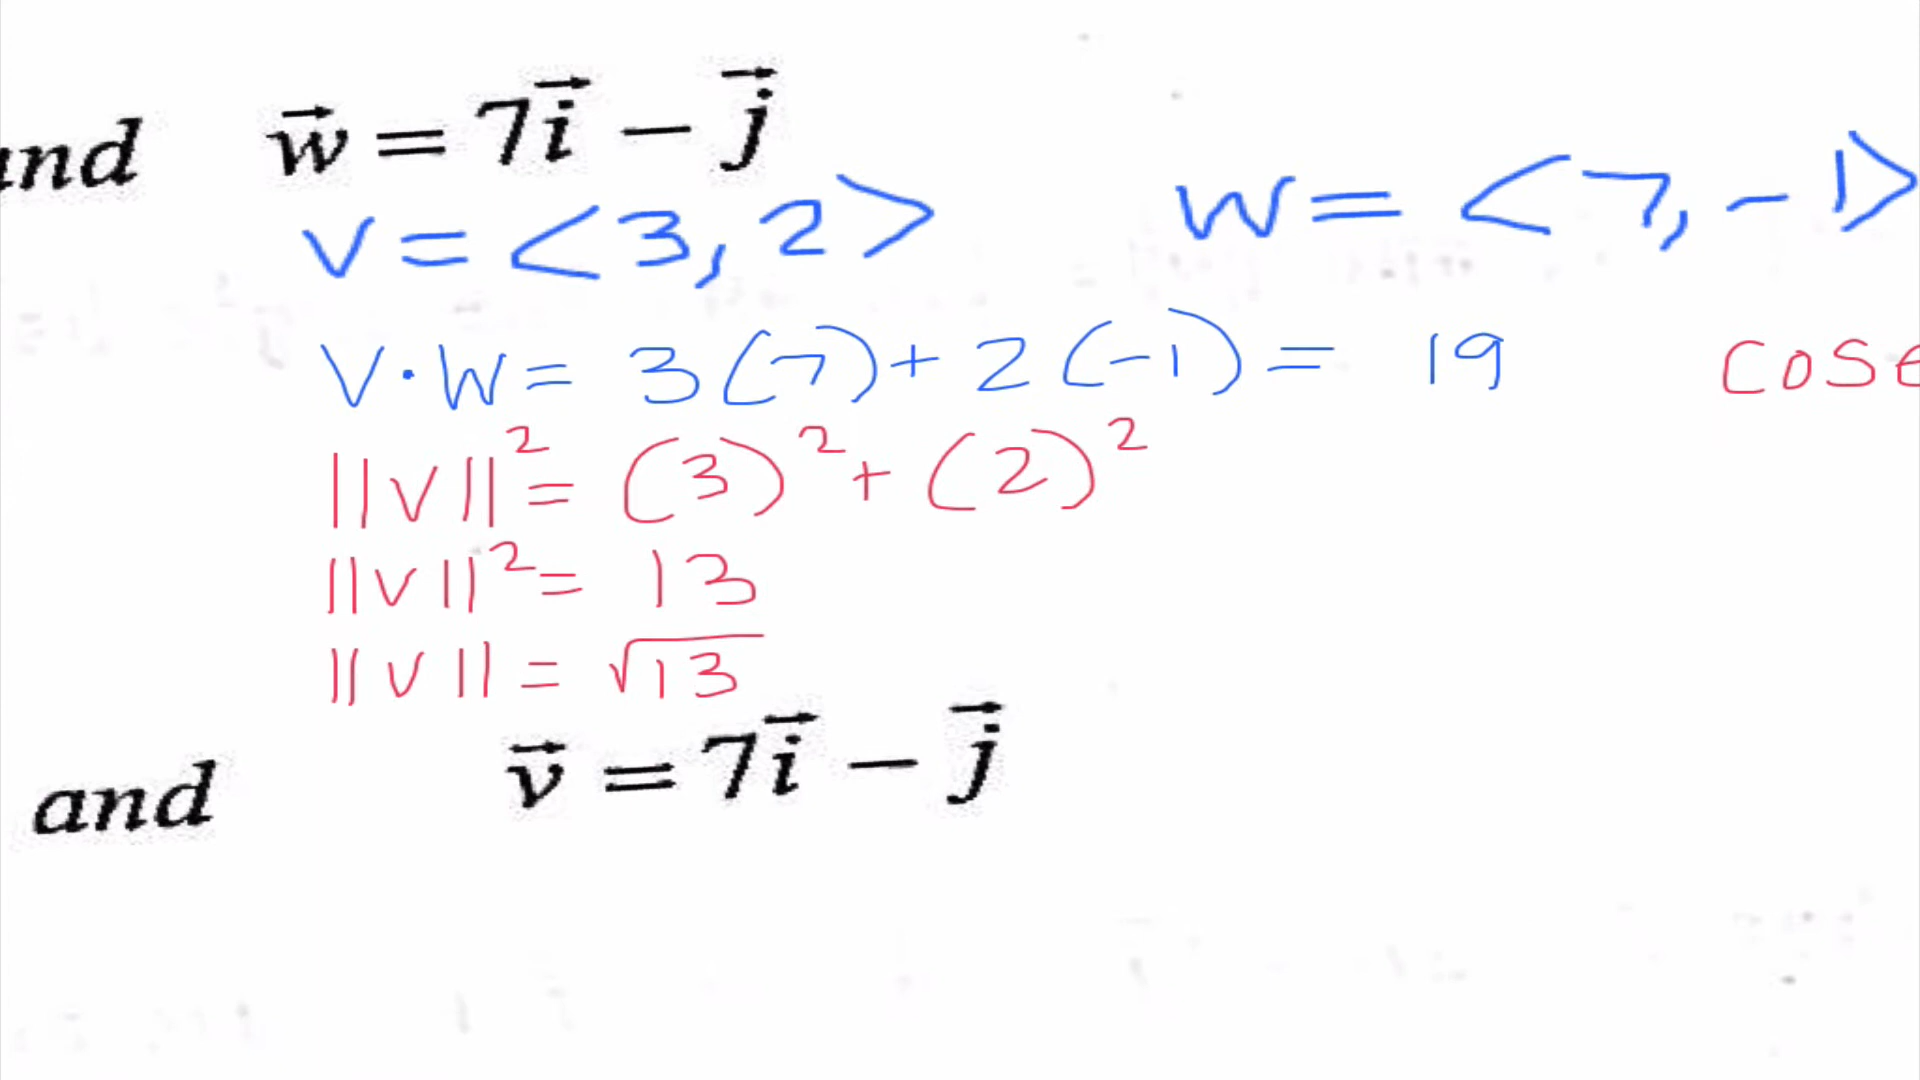 and w⃗ = 7i⃗ − j⃗
v = <3, 2> w = <7, -1>
v · w = 3(7) + 2(-1) = 19 cos
||v||² = (3)² + (2)²
||v||² = 13
||v|| = √13
and v⃗ = 7i⃗ − j⃗